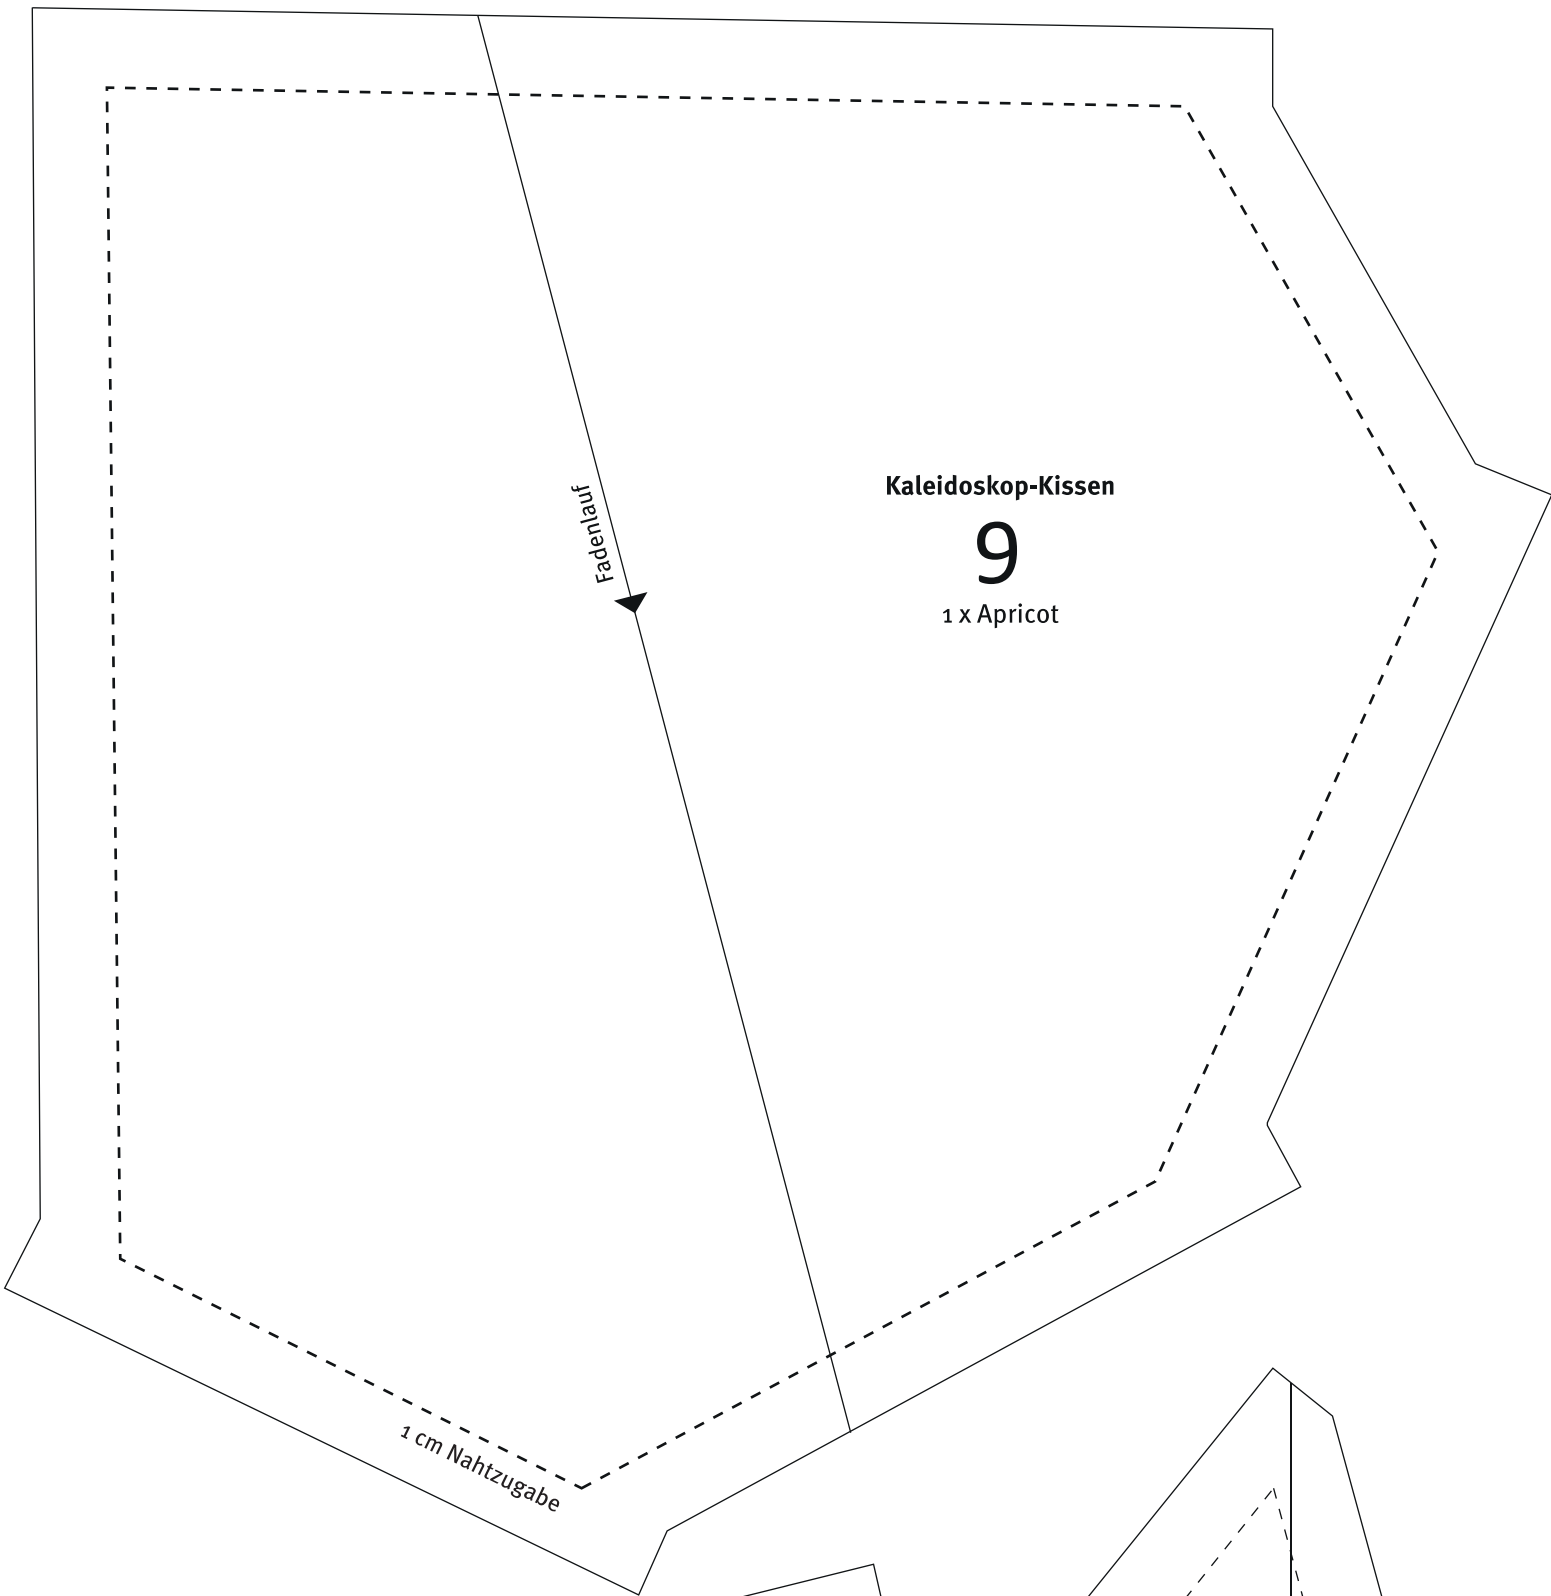 Kaleidoskop-Kissen
9
1 x Apricot
Fadenlauf
1 cm Nahtzugabe